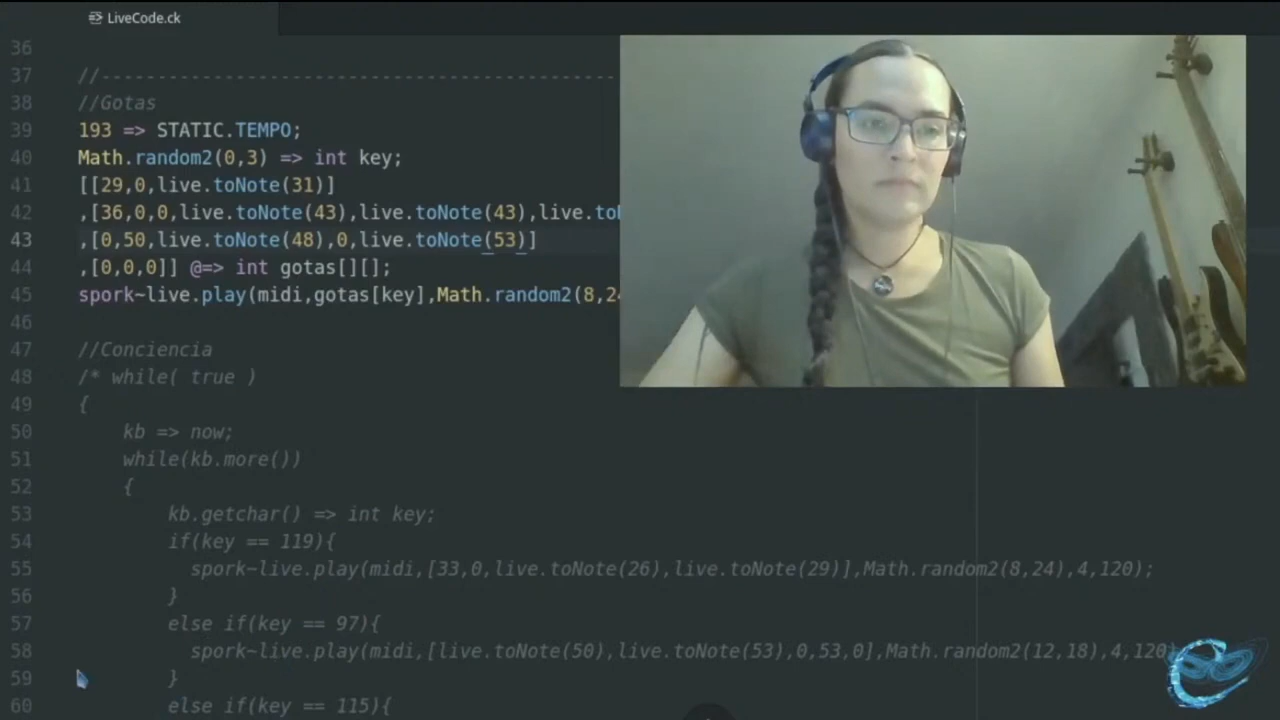 LiveCode.ck
36
37 //----------------------------------------------
38 //Gotas
39 193 => STATIC.TEMPO;
40 Math.random2(0,3) => int key;
41 [[29,0,live.toNote(31)]
42 ,[36,0,0,live.toNote(43),live.toNote(43),live.to
43 ,[0,50,live.toNote(48),0,live.toNote(53)]
44 ,[0,0,0]] @=> int gotas[][];
45 spork~live.play(midi,gotas[key],Math.random2(8,24
46
47 //Conciencia
48 /* while( true )
49 {
50 kb => now;
51 while(kb.more())
52 {
53 kb.getchar() => int key;
54 if(key == 119){
55 spork~live.play(midi,[33,0,live.toNote(26),live.toNote(29)],Math.random2(8,24),4,120);
56 }
57 else if(key == 97){
58 spork~live.play(midi,[live.toNote(50),live.toNote(53),0,53,0],Math.random2(12,18),4,120)
59 }
60 else if(key == 115){